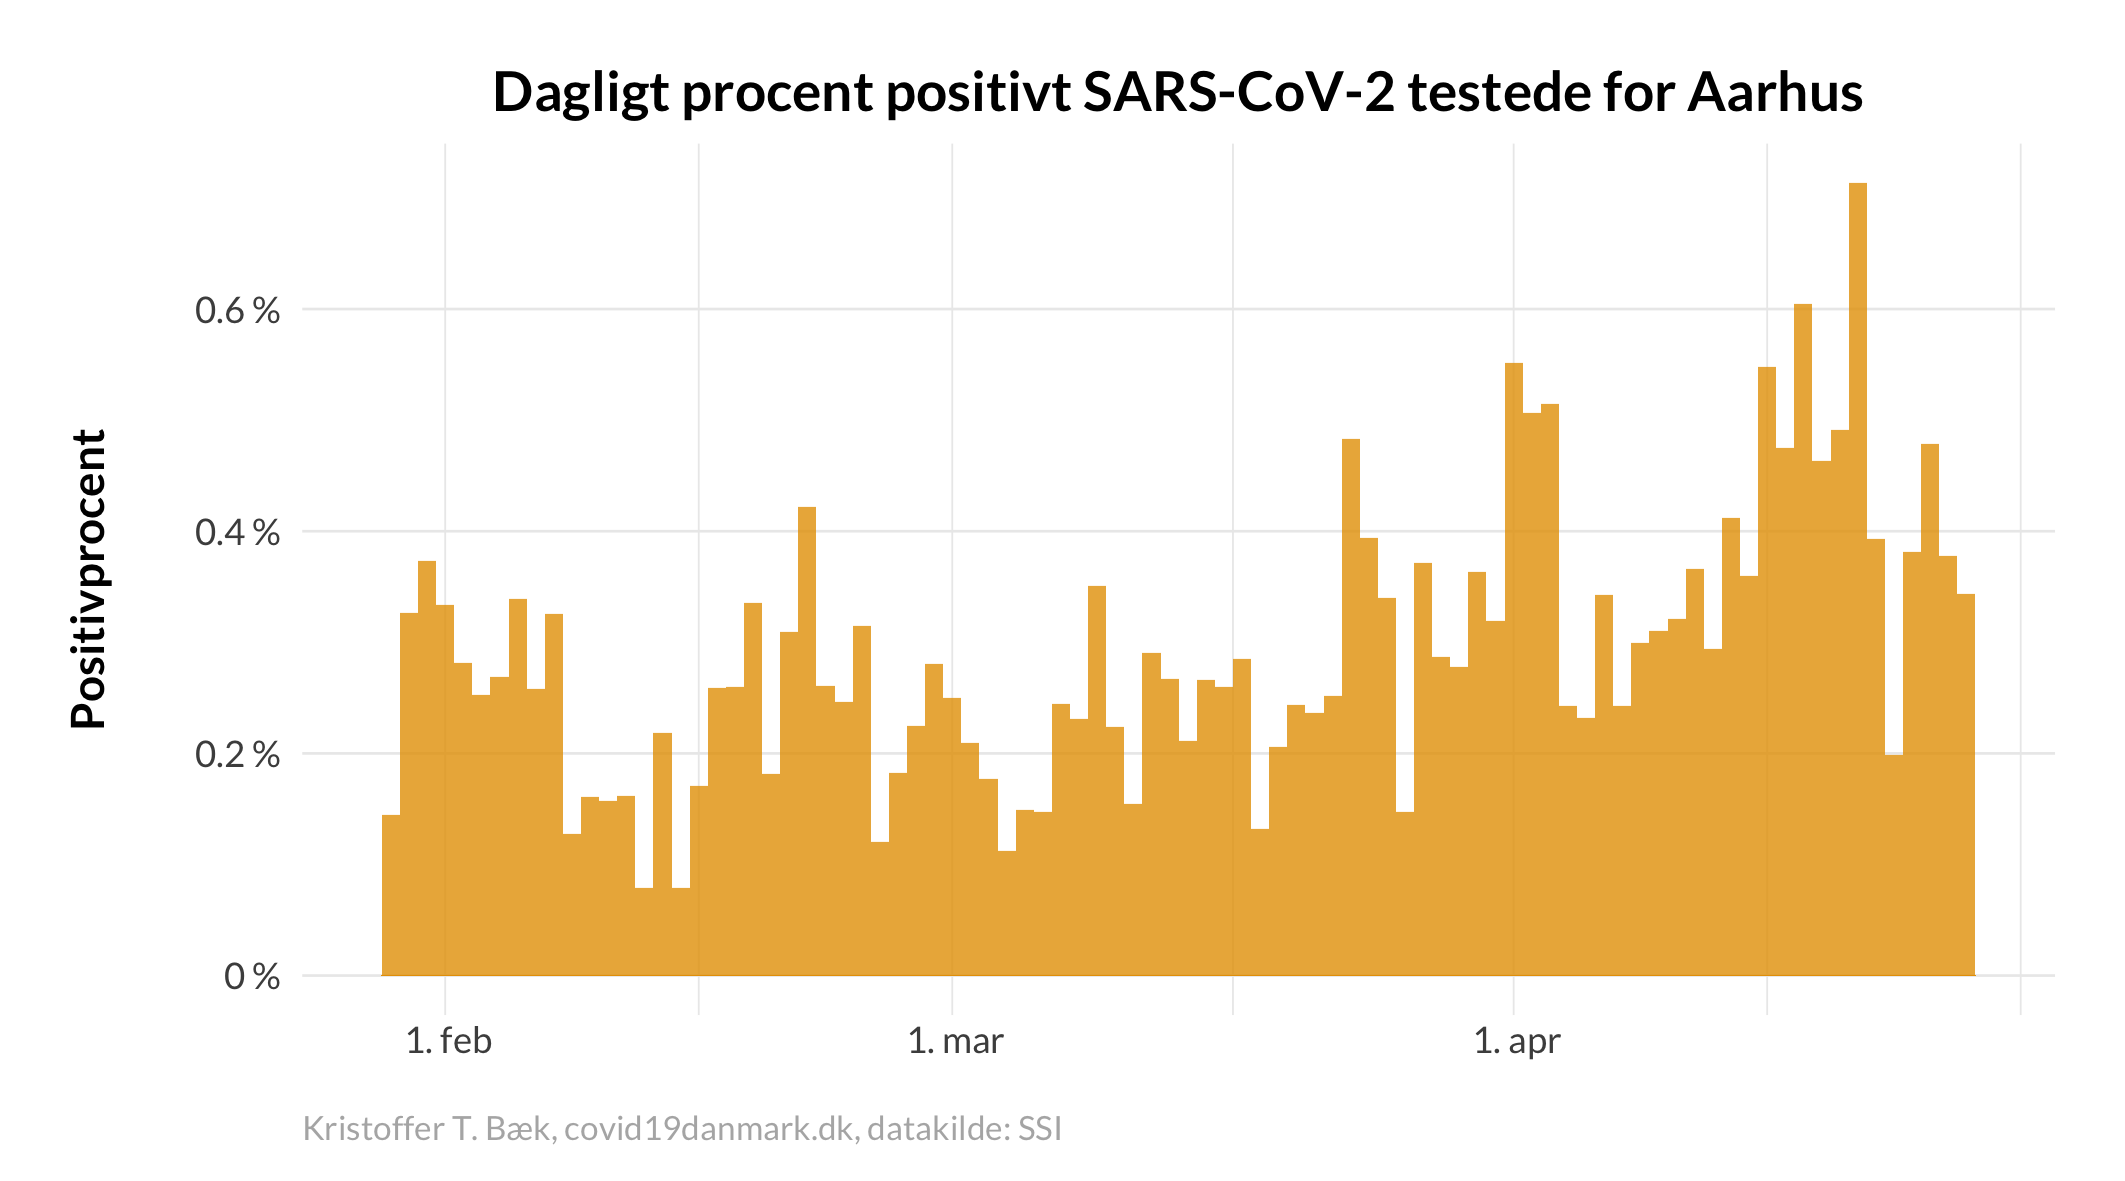 Dagligt procent positivt SARS-CoV-2 testede for Aarhus
Positivprocent
0.6 %
0.4 %
0.2 %
0 %
1. feb
1. mar
1. apr
Kristoffer T. Bæk, covid19danmark.dk, datakilde: SSI